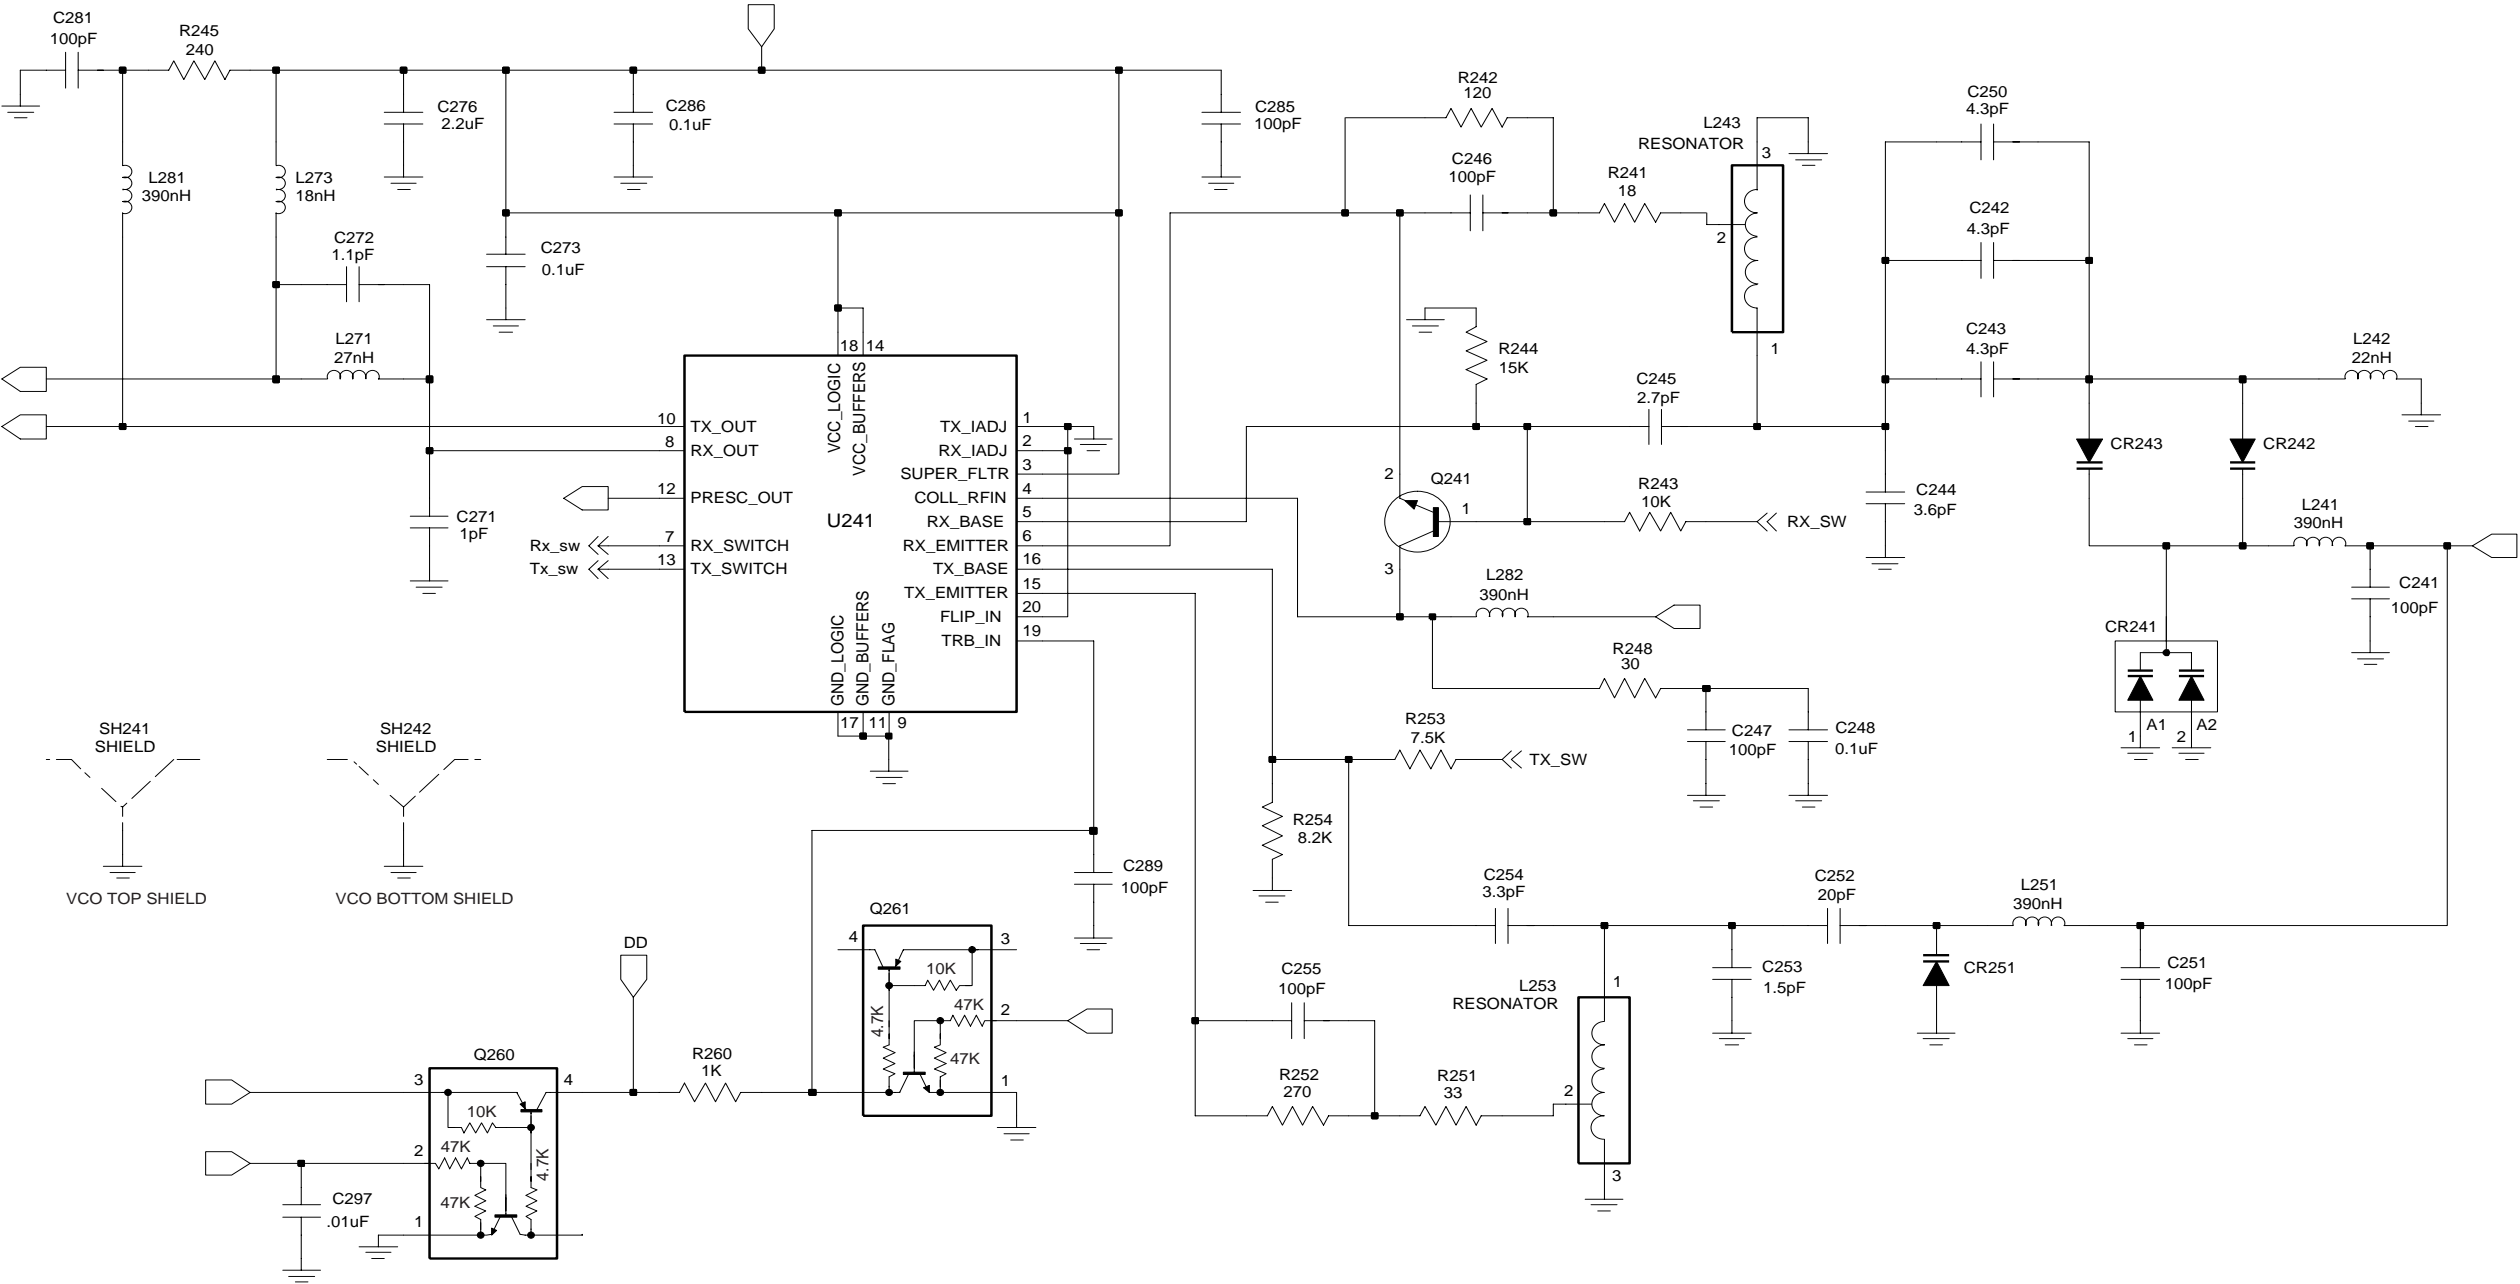 C281
100pF
R245
240
C276
2.2uF
C286
0.1uF
C285
100pF
L281
390nH
L273
18nH
C272
1.1pF
C273
0.1uF
L271
27nH
C271
1pF
R242
120
C246
100pF
R241
18
L243
RESONATOR
3
2
1
C250
4.3pF
C242
4.3pF
C243
4.3pF
L242
22nH
R244
15K
C245
2.7pF
CR243
CR242
C244
3.6pF
L241
390nH
C241
100pF
CR241
1
A1
2
A2
Q241
2
1
3
R243
10K
RX_SW
L282
390nH
R248
30
C247
100pF
C248
0.1uF
U241
18
14
VCC_LOGIC
VCC_BUFFERS
10
TX_OUT
8
RX_OUT
12
PRESC_OUT
Rx_sw
7
RX_SWITCH
Tx_sw
13
TX_SWITCH
TX_IADJ
1
RX_IADJ
2
SUPER_FLTR
3
COLL_RFIN
4
RX_BASE
5
RX_EMITTER
6
TX_BASE
16
TX_EMITTER
15
FLIP_IN
20
TRB_IN
19
GND_LOGIC
GND_BUFFERS
GND_FLAG
17
11
9
SH241
SHIELD
VCO TOP SHIELD
SH242
SHIELD
VCO BOTTOM SHIELD
R253
7.5K
TX_SW
R254
8.2K
C289
100pF
C254
3.3pF
C252
20pF
L251
390nH
C253
1.5pF
CR251
C251
100pF
C255
100pF
L253
RESONATOR
1
2
3
R252
270
R251
33
Q261
4
3
10K
4.7K
47K
2
47K
1
DD
R260
1K
Q260
3
4
10K
2
47K
4.7K
47K
1
C297
.01uF